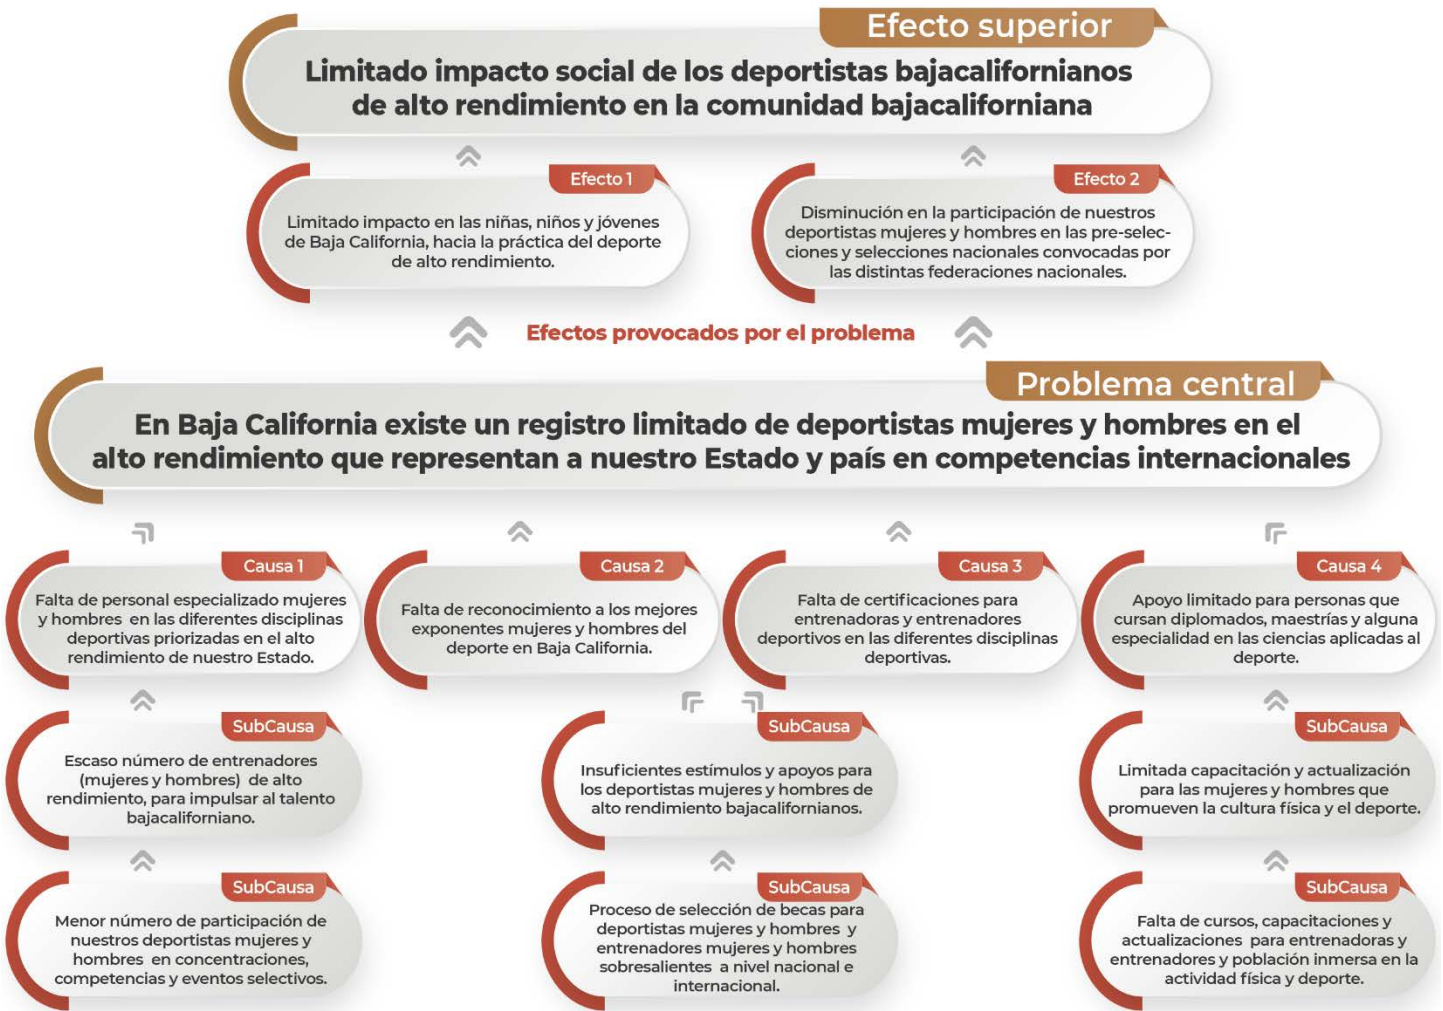 Efecto superior
Limitado impacto social de los deportistas bajacalifornianos
de alto rendimiento en la comunidad bajacaliforniana
Efecto 1
Limitado impacto en las niñas, niños y jóvenes
de Baja California, hacia la práctica del deporte
de alto rendimiento.
Efecto 2
Disminución en la participación de nuestros
deportistas mujeres y hombres en las pre-selec-
ciones y selecciones nacionales convocadas por
las distintas federaciones nacionales.
Efectos provocados por el problema
Problema central
En Baja California existe un registro limitado de deportistas mujeres y hombres en el
alto rendimiento que representan a nuestro Estado y país en competencias internacionales
Causa 1
Falta de personal especializado mujeres
y hombres en las diferentes disciplinas
deportivas priorizadas en el alto
rendimiento de nuestro Estado.
Causa 2
Falta de reconocimiento a los mejores
exponentes mujeres y hombres del
deporte en Baja California.
Causa 3
Falta de certificaciones para
entrenadoras y entrenadores
deportivos en las diferentes disciplinas
deportivas.
Causa 4
Apoyo limitado para personas que
cursan diplomados, maestrías y alguna
especialidad en las ciencias aplicadas al
deporte.
SubCausa
Escaso número de entrenadores
(mujeres y hombres) de alto
rendimiento, para impulsar al talento
bajacaliforniano.
SubCausa
Insuficientes estímulos y apoyos para
los deportistas mujeres y hombres de
alto rendimiento bajacalifornianos.
SubCausa
Limitada capacitación y actualización
para las mujeres y hombres que
promueven la cultura física y el deporte.
SubCausa
Menor número de participación de
nuestros deportistas mujeres y
hombres en concentraciones,
competencias y eventos selectivos.
SubCausa
Proceso de selección de becas para
deportistas mujeres y hombres y
entrenadores mujeres y hombres
sobresalientes a nivel nacional e
internacional.
SubCausa
Falta de cursos, capacitaciones y
actualizaciones para entrenadoras y
entrenadores y población inmersa en la
actividad física y deporte.